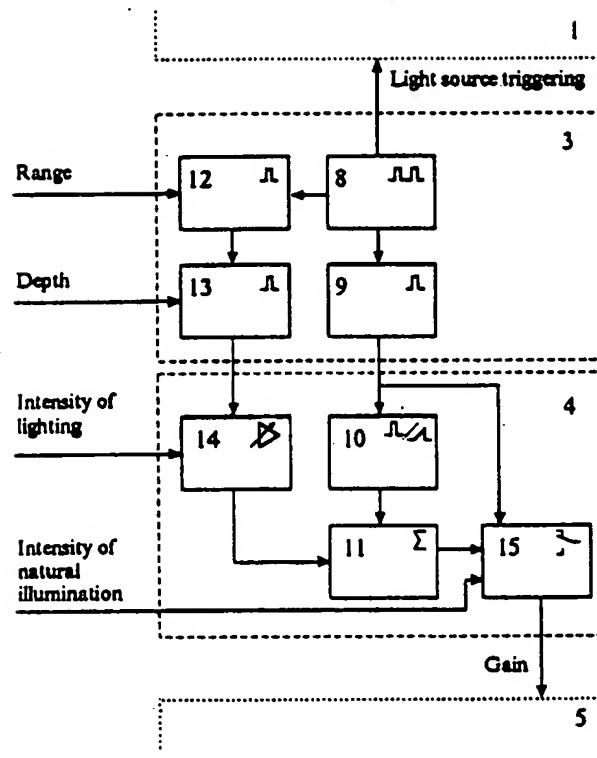 1
Light source triggering
3
Range
12
8
Depth
13
9
Intensity of
lighting
4
14
10
Intensity of
natural
illumination
11 Σ
15
Gain
5